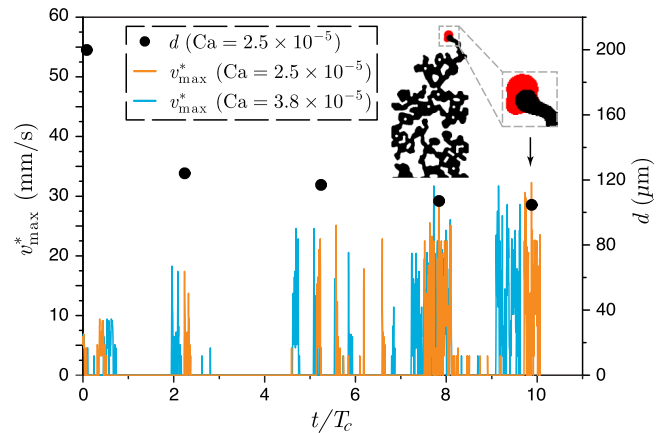 d (Ca = 2.5 × 10⁻⁵)
v*max (Ca = 2.5 × 10⁻⁵)
v*max (Ca = 3.8 × 10⁻⁵)
60
50
40
30
20
10
0
v*max (mm/s)
200
160
120
80
40
0
d (μm)
0 2 4 6 8 10
t/Tc